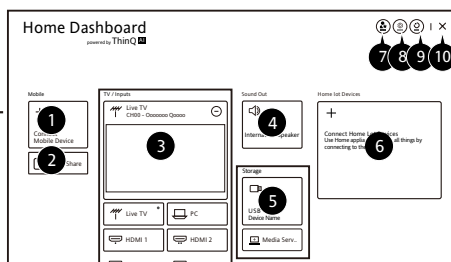 Home Dashboard
powered by ThinQ AI
7 8 9 10
Mobile
TV / Inputs
Sound Out
Home Iot Devices
1
Mobile Device
2
Share
Live TV
CH00 - Ooooooo Qoooo
3
Live TV
PC
HDMI 1
HDMI 2
4
Speaker
Storage
5
USB
Device Name
Media Serv..
6
Connect Home
Use Home all things by
connecting to the